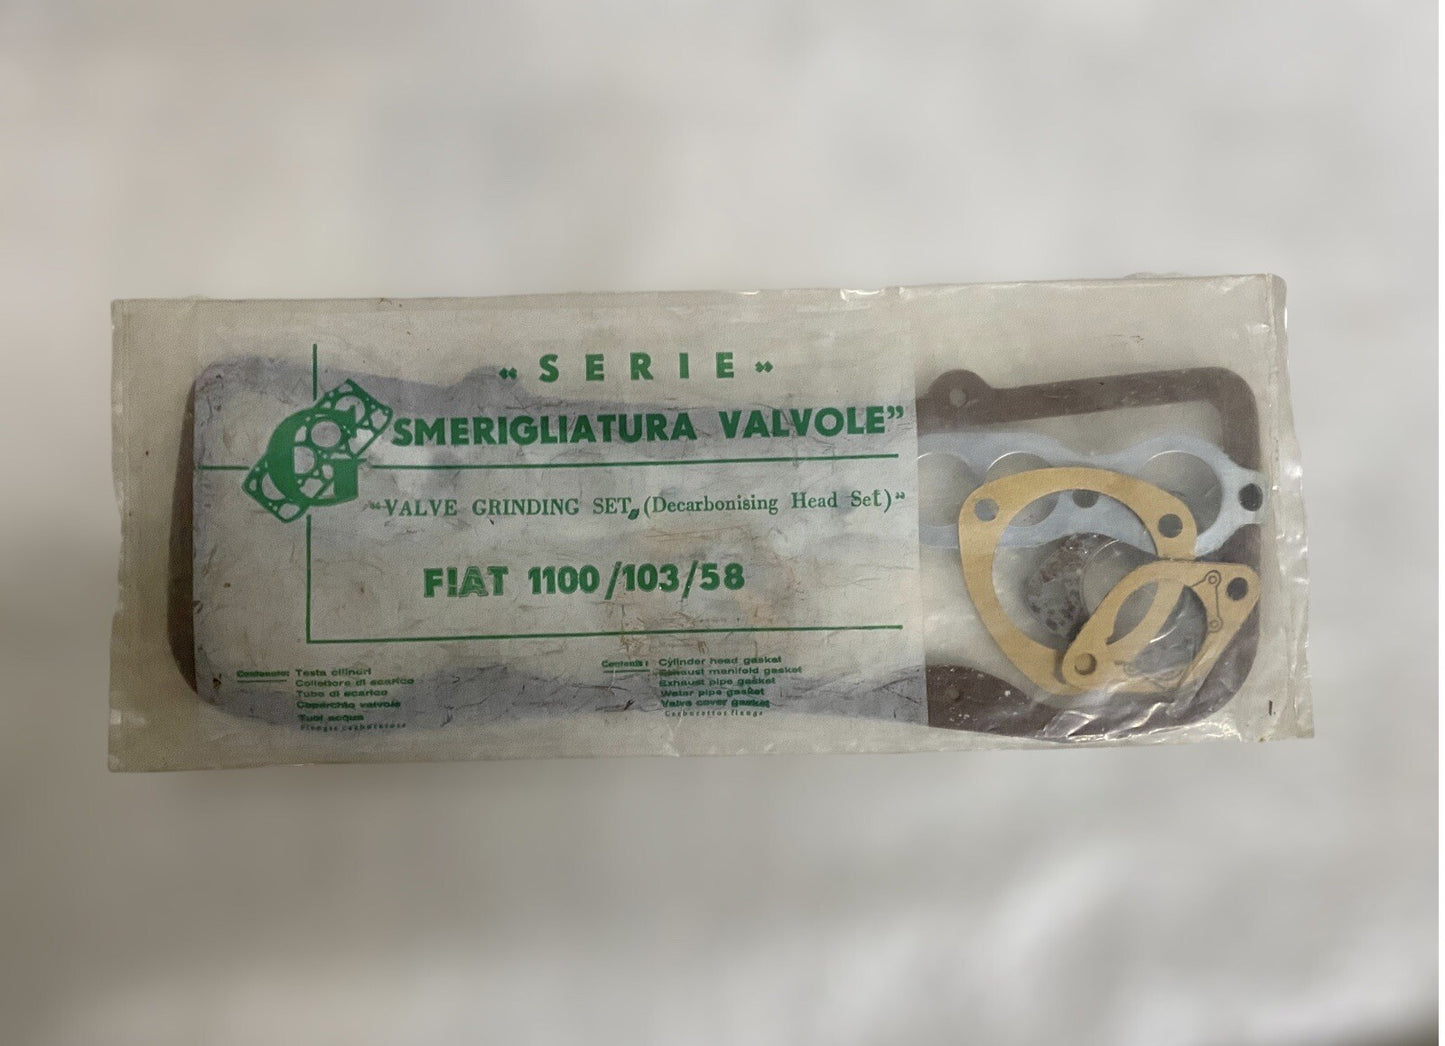 « SERIE »
G
SMERIGLIATURA VALVOLE”
“VALVE GRINDING SET, (Decarbonising Head Set)”
FIAT 1100/103/58
Contenuto: Testa cilindri
Collettore di scarico
Tubo di scarico
Coperchio valvole
Tubi acqua
Flangie carburatore
Contents: Cylinder head gasket
Exhaust manifold gasket
Exhaust pipe gasket
Water pipe gasket
Valve cover gasket
Carburettor flange